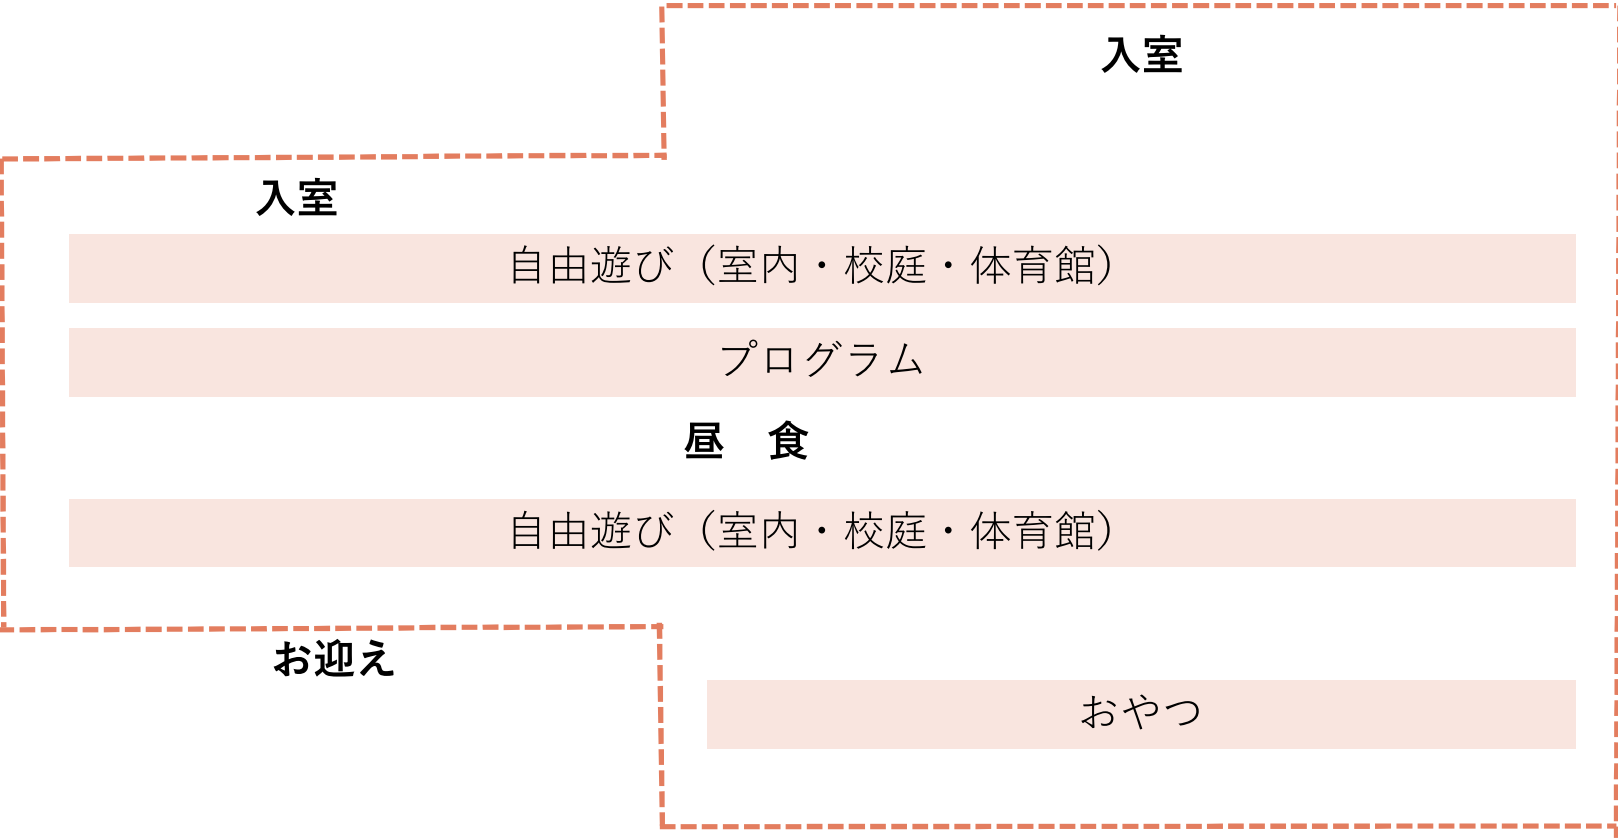 入室
入室
自由遊び（室内・校庭・体育館）
プログラム
昼　食
自由遊び（室内・校庭・体育館）
お迎え
おやつ